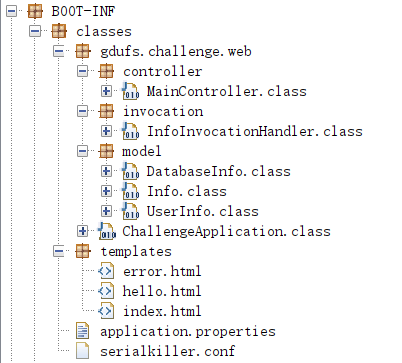 BOOT-INF
classes
gdufs.challenge.web
controller
MainController.class
invocation
InfoInvocationHandler.class
model
DatabaseInfo.class
Info.class
UserInfo.class
ChallengeApplication.class
templates
error.html
hello.html
index.html
application.properties
serialkiller.conf